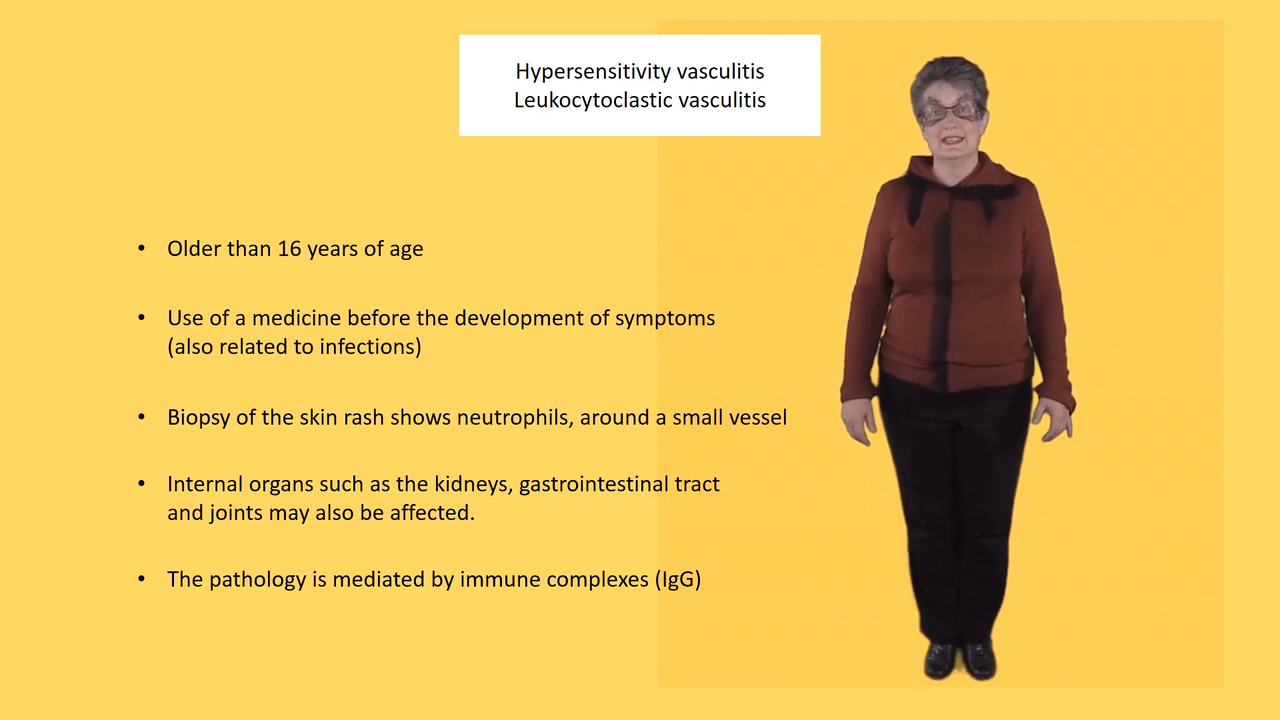 Hypersensitivity vasculitis
Leukocytoclastic vasculitis
• Older than 16 years of age
• Use of a medicine before the development of symptoms
(also related to infections)
• Biopsy of the skin rash shows neutrophils, around a small vessel
• Internal organs such as the kidneys, gastrointestinal tract
and joints may also be affected.
• The pathology is mediated by immune complexes (IgG)